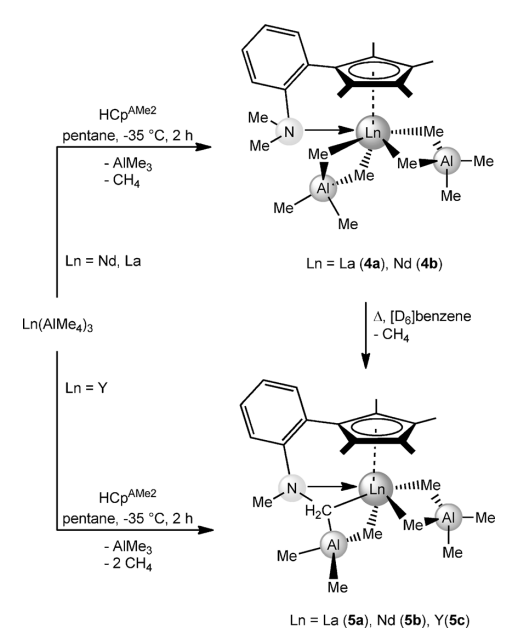 HCp^AMe2
pentane, -35 °C, 2 h
- AlMe₃
- CH₄
Ln = Nd, La
Me
Me
N
Ln
Me
Me
Me
Me
Al
Al
Me
Me
Me
Me
Ln = La (4a), Nd (4b)
Ln(AlMe₄)₃
Δ, [D₆]benzene
- CH₄
Ln = Y
HCp^AMe2
pentane, -35 °C, 2 h
- AlMe₃
- 2 CH₄
N
Ln
Me
Me
H₂C
Me
Me
Al
Al
Me
Me
Me
Me
Ln = La (5a), Nd (5b), Y(5c)